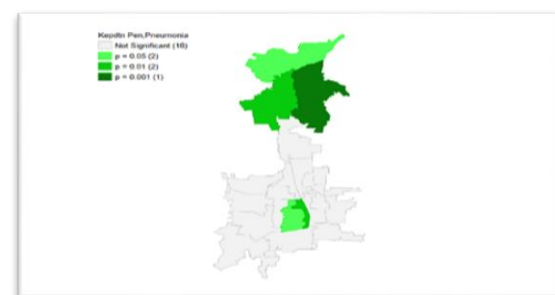 Kepdtn Pen,Pneumonia
Not Significant (16)
p = 0.05 (2)
p = 0.01 (2)
p = 0.001 (1)